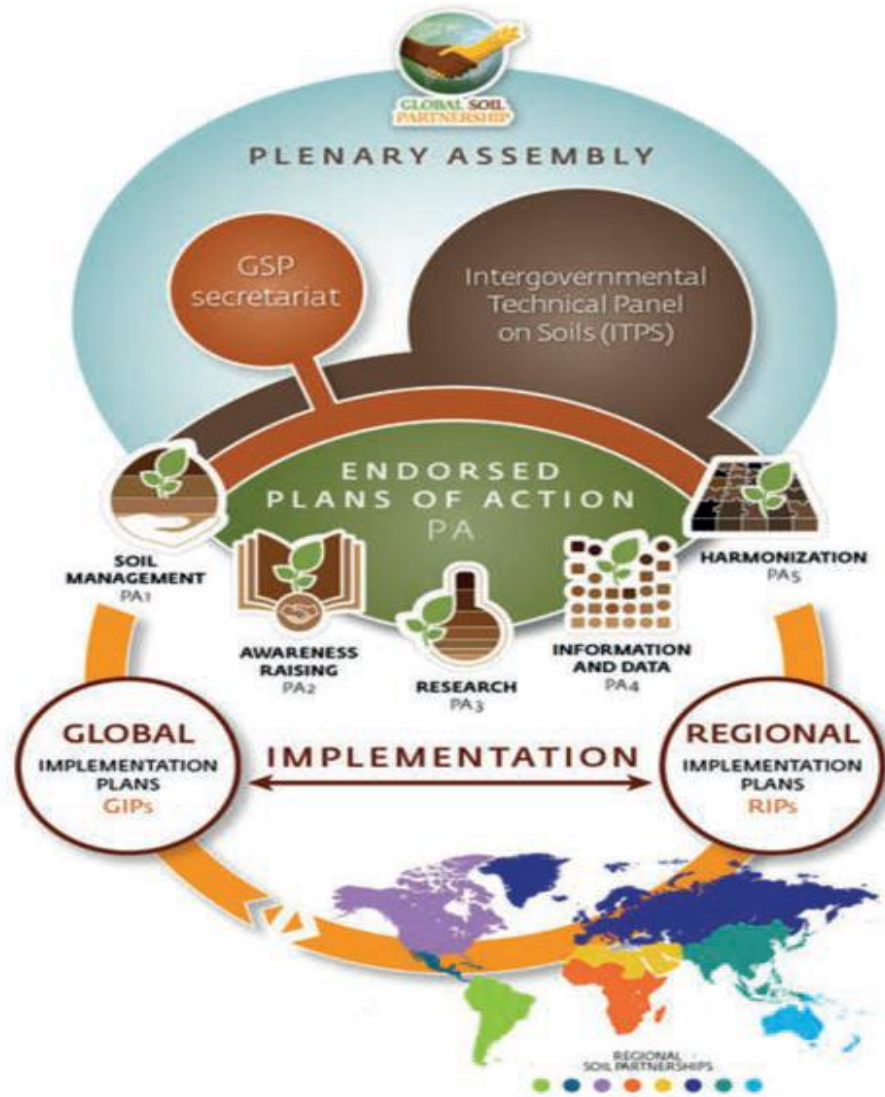 GLOBAL SOIL
PARTNERSHIP
PLENARY ASSEMBLY
GSP
secretariat
Intergovernmental
Technical Panel
on Soils (ITPS)
ENDORSED
PLANS OF ACTION
PA
SOIL
MANAGEMENT
PA1
AWARENESS
RAISING
PA2
RESEARCH
PA3
INFORMATION
AND DATA
PA4
HARMONIZATION
PA5
GLOBAL
IMPLEMENTATION
PLANS
GIPs
IMPLEMENTATION
REGIONAL
IMPLEMENTATION
PLANS
RIPs
REGIONAL
SOIL PARTNERSHIPS